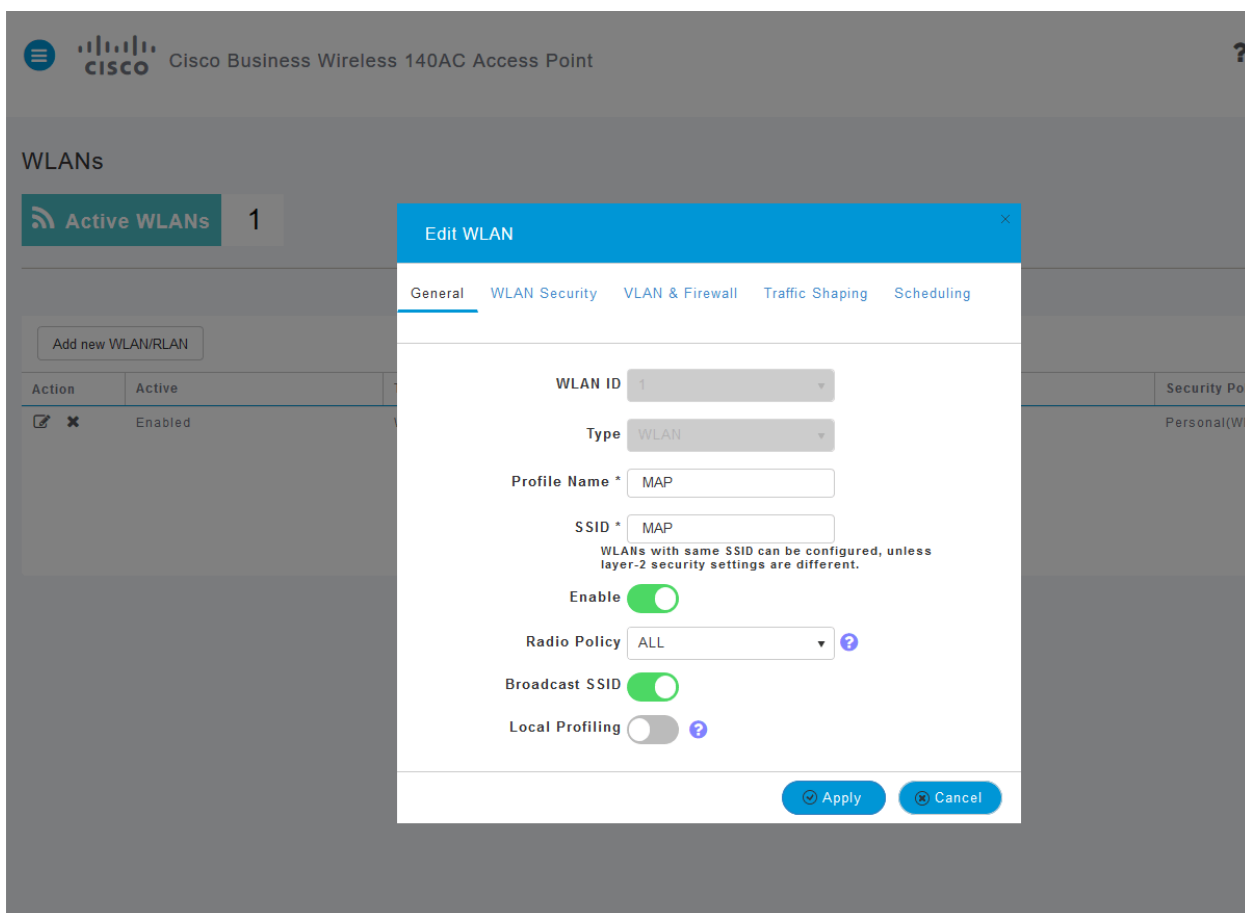 CISCO Cisco Business Wireless 140AC Access Point ?
WLANs
Active WLANs 1
Edit WLAN ×
General WLAN Security VLAN & Firewall Traffic Shaping Scheduling
Add new WLAN/RLAN
Action Active Security Po
Enabled Personal(W
WLAN ID 1
Type WLAN
Profile Name * MAP
SSID * MAP
WLANs with same SSID can be configured, unless
layer-2 security settings are different.
Enable
Radio Policy ALL ?
Broadcast SSID
Local Profiling ?
Apply Cancel